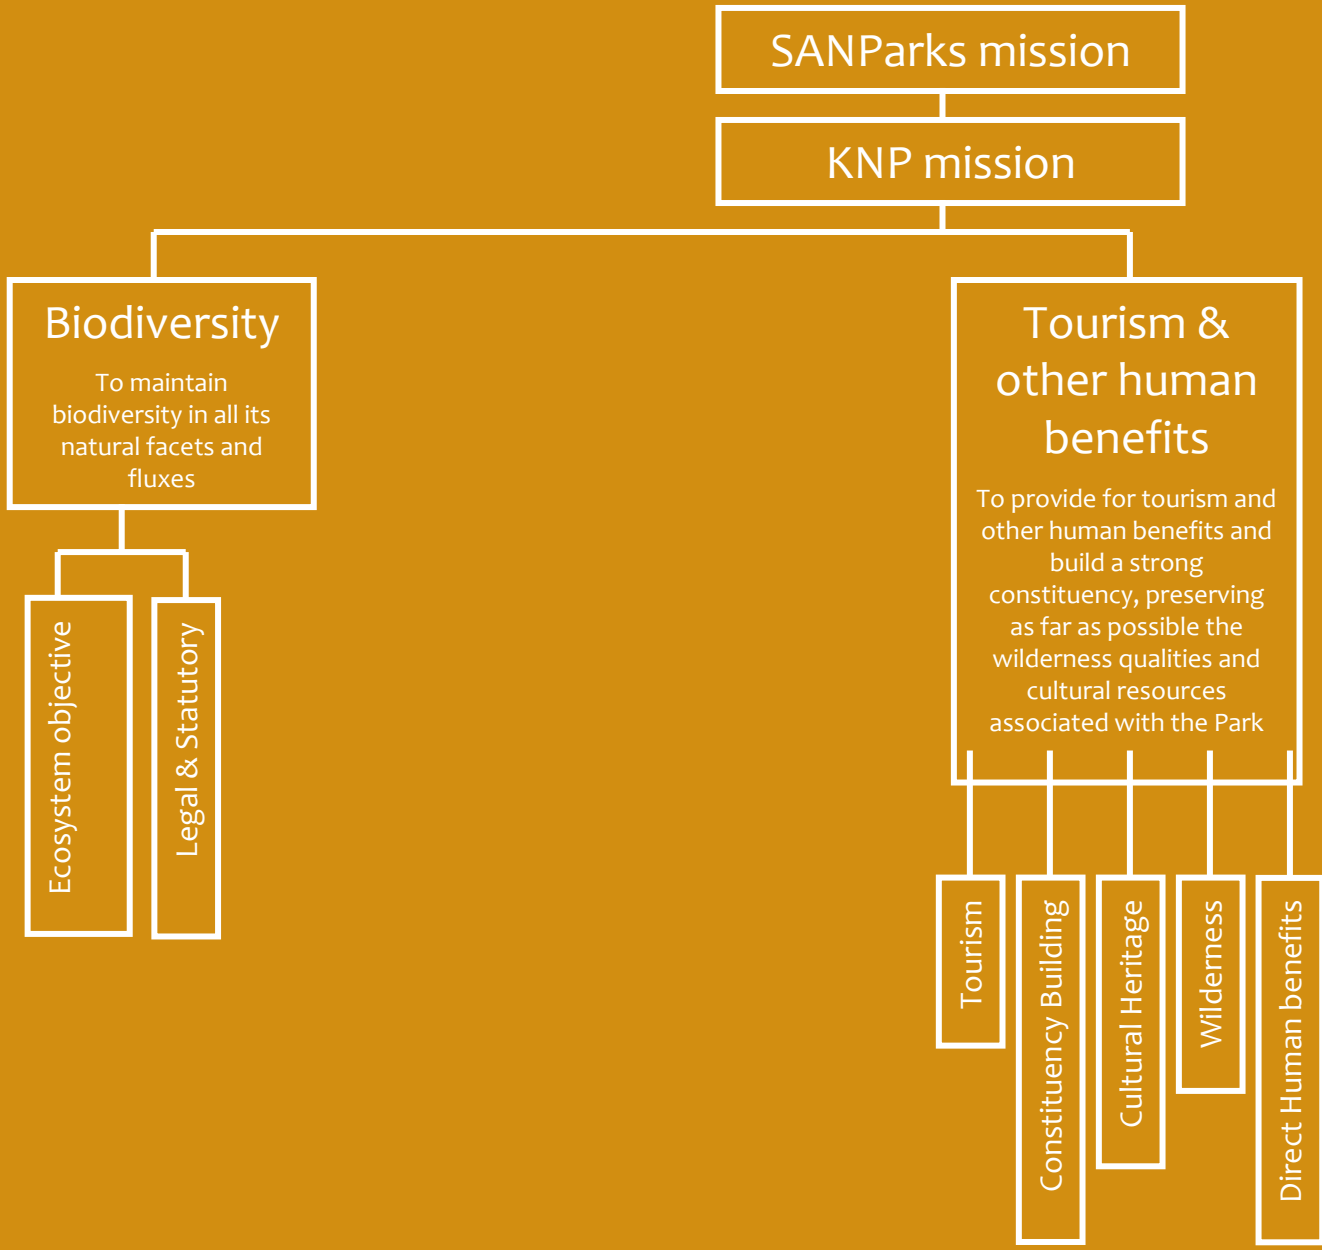 SANParks mission
KNP mission
Biodiversity
To maintain
biodiversity in all its
natural facets and
fluxes
Tourism &
other human
benefits
To provide for tourism and
other human benefits and
build a strong
constituency, preserving
as far as possible the
wilderness qualities and
cultural resources
associated with the Park
Ecosystem objective
Legal & Statutory
Tourism
Constituency Building
Cultural Heritage
Wilderness
Direct Human benefits